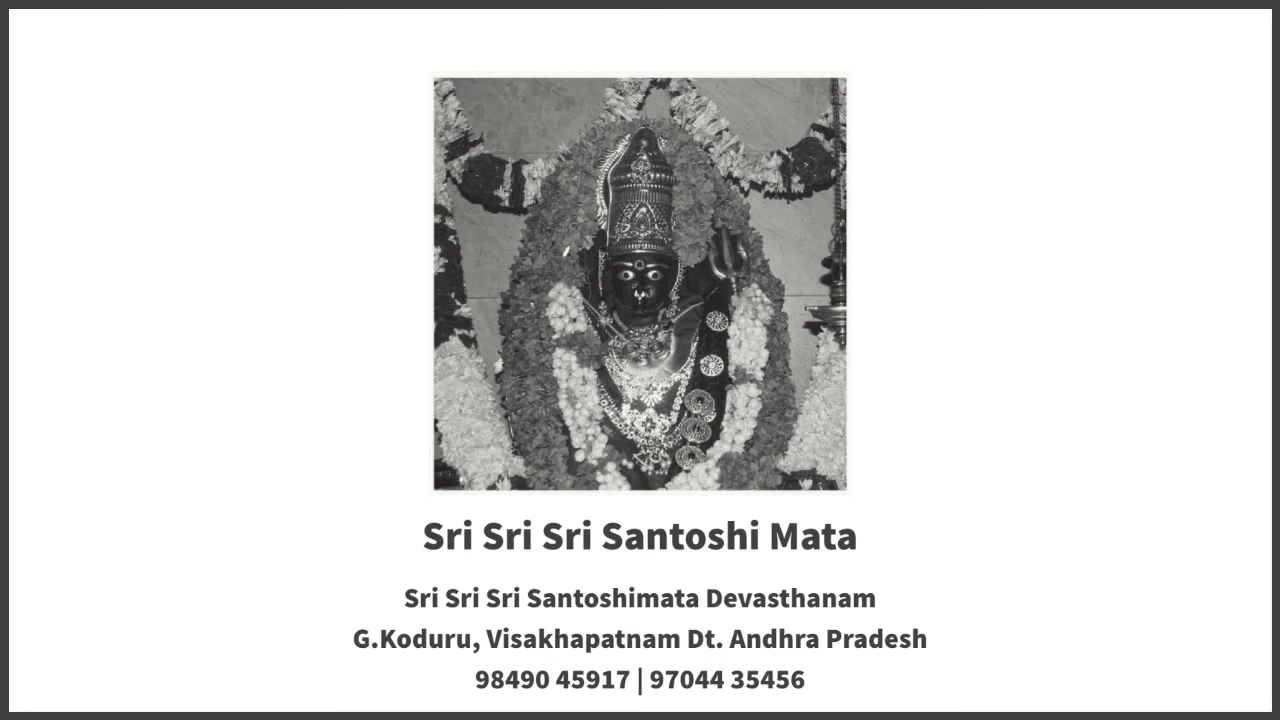 Sri Sri Sri Santoshi Mata
Sri Sri Sri Santoshimata Devasthanam
G.Koduru, Visakhapatnam Dt. Andhra Pradesh
98490 45917 | 97044 35456